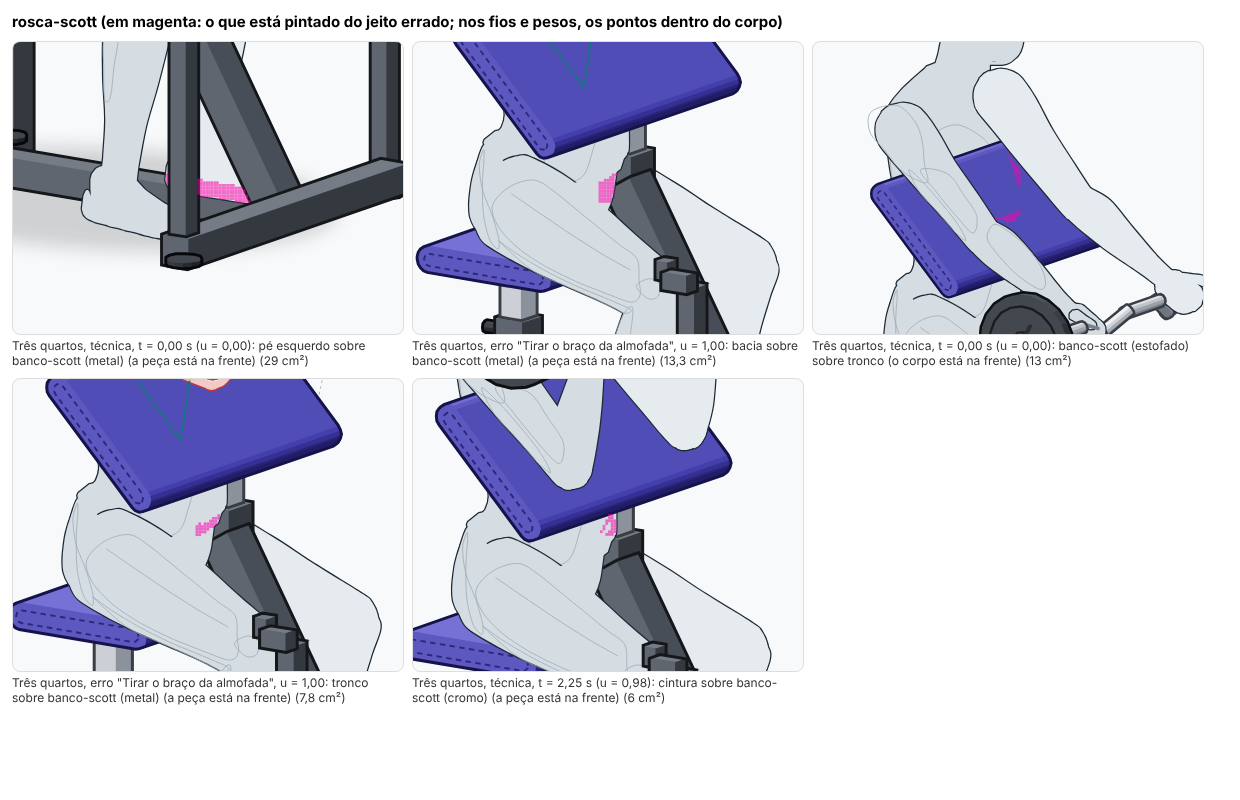 rosca-scott (em magenta: o que está pintado do jeito errado; nos fios e pesos, os pontos dentro do corpo)
Três quartos, técnica, t = 0,00 s (u = 0,00): pé esquerdo sobre
banco-scott (metal) (a peça está na frente) (29 cm²)
Três quartos, erro "Tirar o braço da almofada", u = 1,00: bacia sobre
banco-scott (metal) (a peça está na frente) (13,3 cm²)
Três quartos, técnica, t = 0,00 s (u = 0,00): banco-scott (estofado)
sobre tronco (o corpo está na frente) (13 cm²)
Três quartos, erro "Tirar o braço da almofada", u = 1,00: tronco
sobre banco-scott (metal) (a peça está na frente) (7,8 cm²)
Três quartos, técnica, t = 2,25 s (u = 0,98): cintura sobre banco-
scott (cromo) (a peça está na frente) (6 cm²)